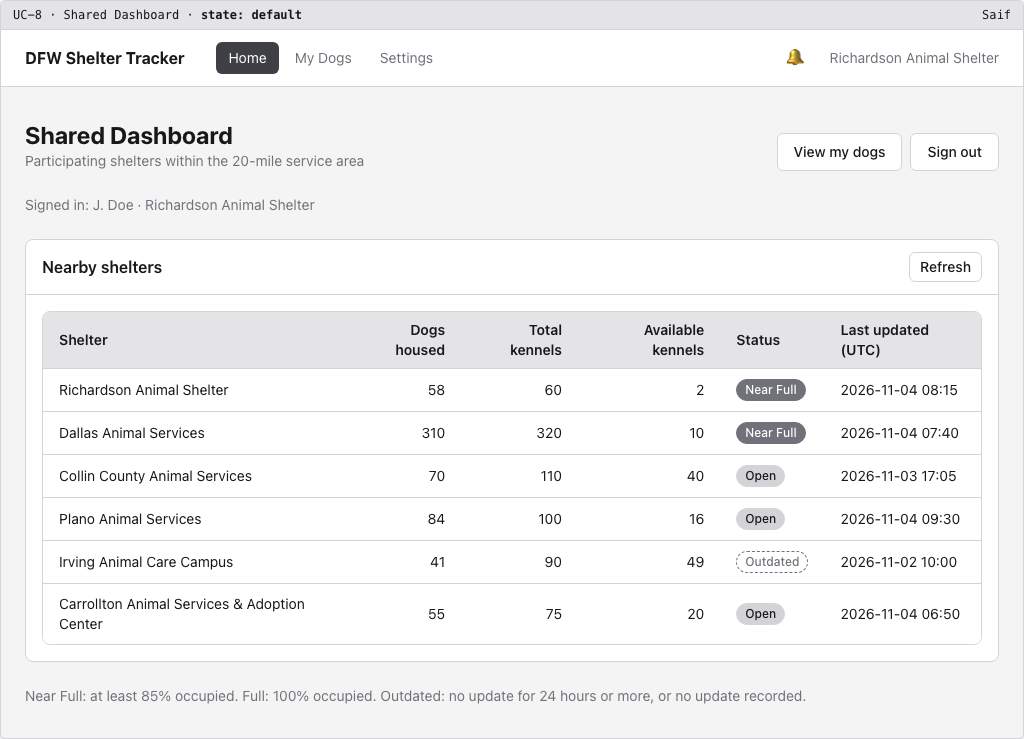 UC-8 · Shared Dashboard · state: default
Saif
DFW Shelter Tracker
Home
My Dogs
Settings
Richardson Animal Shelter
Shared Dashboard
Participating shelters within the 20-mile service area
View my dogs
Sign out
Signed in: J. Doe · Richardson Animal Shelter
Nearby shelters
Refresh
Shelter
Dogs
housed
Total
kennels
Available
kennels
Status
Last updated
(UTC)
Richardson Animal Shelter 58 60 2 Near Full 2026-11-04 08:15
Dallas Animal Services 310 320 10 Near Full 2026-11-04 07:40
Collin County Animal Services 70 110 40 Open 2026-11-03 17:05
Plano Animal Services 84 100 16 Open 2026-11-04 09:30
Irving Animal Care Campus 41 90 49 Outdated 2026-11-02 10:00
Carrollton Animal Services & Adoption
Center
55 75 20 Open 2026-11-04 06:50
Near Full: at least 85% occupied. Full: 100% occupied. Outdated: no update for 24 hours or more, or no update recorded.